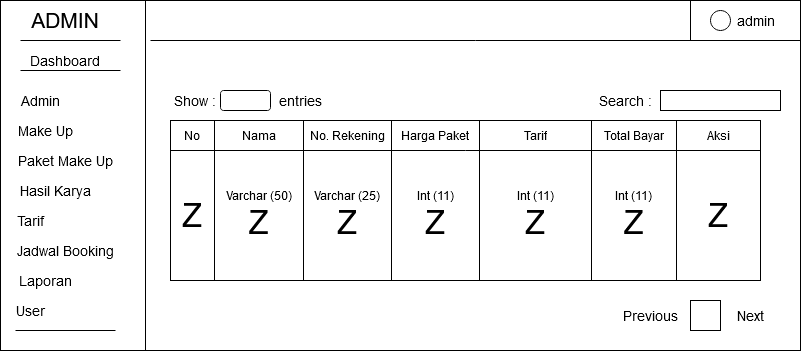 ADMIN
admin
Dashboard
Admin
Make Up
Paket Make Up
Hasil Karya
Tarif
Jadwal Booking
Laporan
User
Show : entries
Search :
No Nama No. Rekening Harga Paket Tarif Total Bayar Aksi
Varchar (50) Varchar (25) Int (11) Int (11) Int (11)
Z Z Z Z Z Z Z
Previous Next